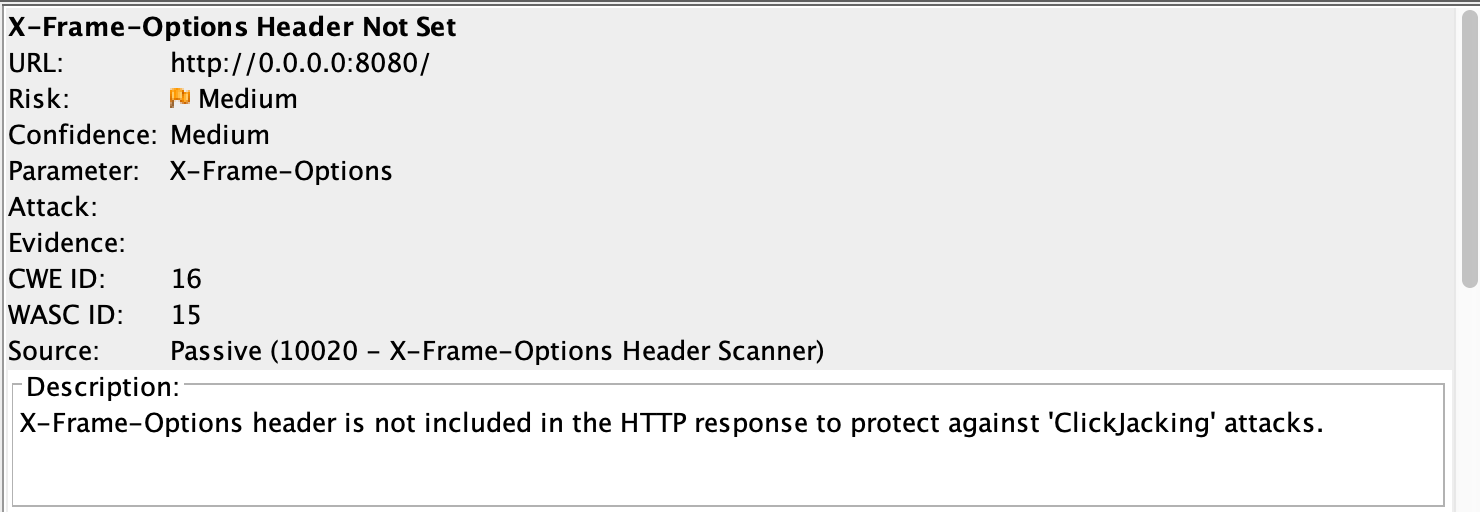 X-Frame-Options Header Not Set
URL: http://0.0.0.0:8080/
Risk: Medium
Confidence: Medium
Parameter: X-Frame-Options
Attack:
Evidence:
CWE ID: 16
WASC ID: 15
Source: Passive (10020 - X-Frame-Options Header Scanner)
Description:
X-Frame-Options header is not included in the HTTP response to protect against 'ClickJacking' attacks.